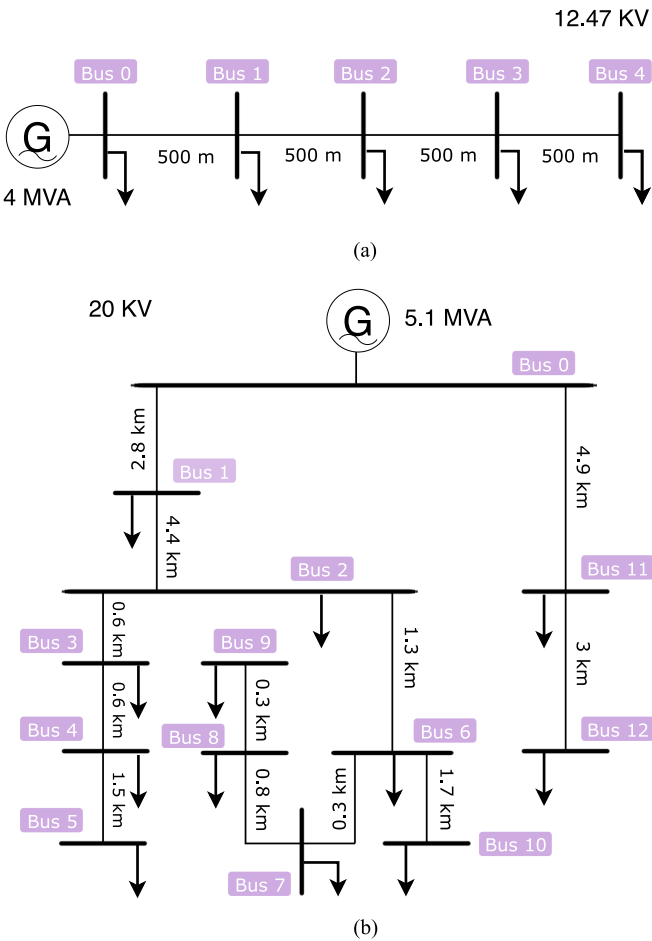 12.47 KV
Bus 0
Bus 1
Bus 2
Bus 3
Bus 4
G
500 m
500 m
500 m
500 m
4 MVA
(a)
20 KV
G
5.1 MVA
Bus 0
2.8 km
4.9 km
Bus 1
4.4 km
Bus 2
Bus 11
0.6 km
Bus 3
Bus 9
1.3 km
3 km
0.6 km
0.3 km
Bus 4
Bus 8
Bus 6
Bus 12
1.5 km
0.8 km
0.3 km
1.7 km
Bus 5
Bus 10
Bus 7
(b)